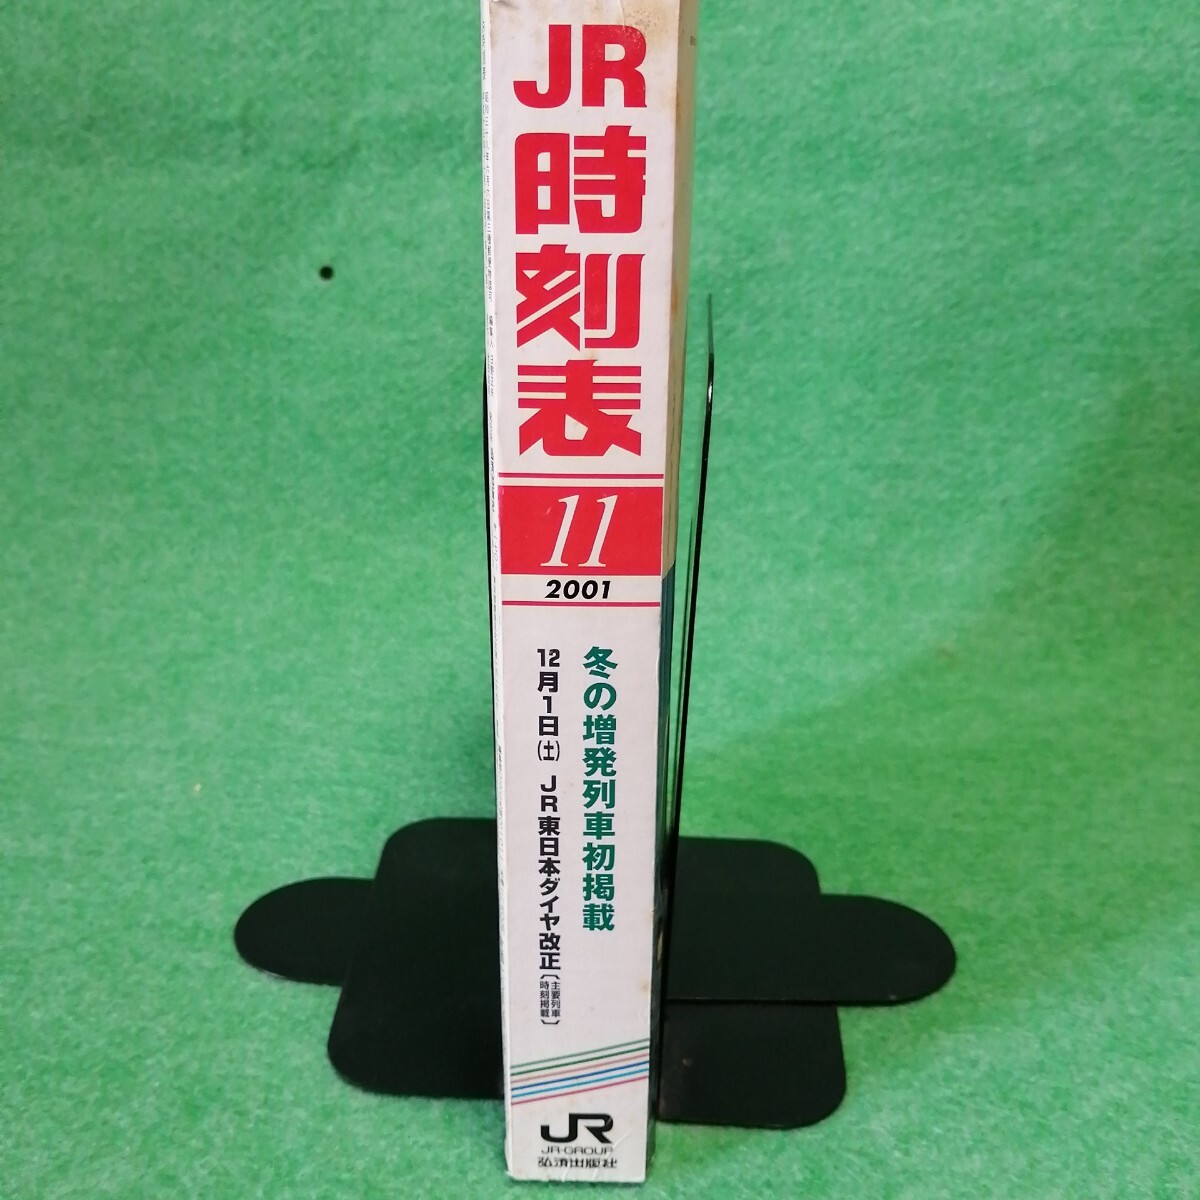 JR
時刻表
11
2001
冬の増発列車初掲載
12月1日(土) JR東日本ダイヤ改正
〔主要列車
時刻掲載〕
JR
JR-GROUP
弘済出版社